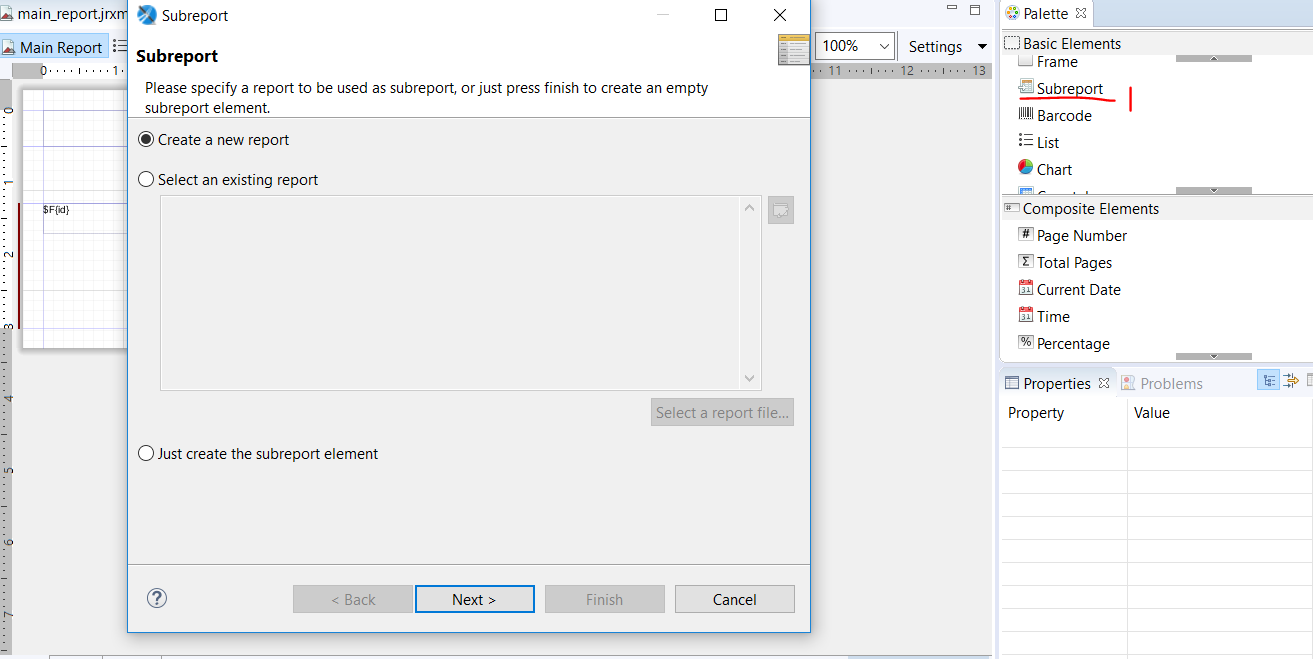 main_report.jrxm
Subreport
Palette
Main Report
Subreport
100%
Settings
Basic Elements
Frame
0 1
11 12 13
Please specify a report to be used as subreport, or just press finish to create an empty
subreport element.
Subreport
Barcode
Create a new report
List
Chart
Select an existing report
$F{id}
Composite Elements
# Page Number
Σ Total Pages
31 Current Date
31 Time
% Percentage
0
1
2
3
4
5
6
7
Properties
Problems
Property
Value
Select a report file...
Just create the subreport element
?
< Back
Next >
Finish
Cancel